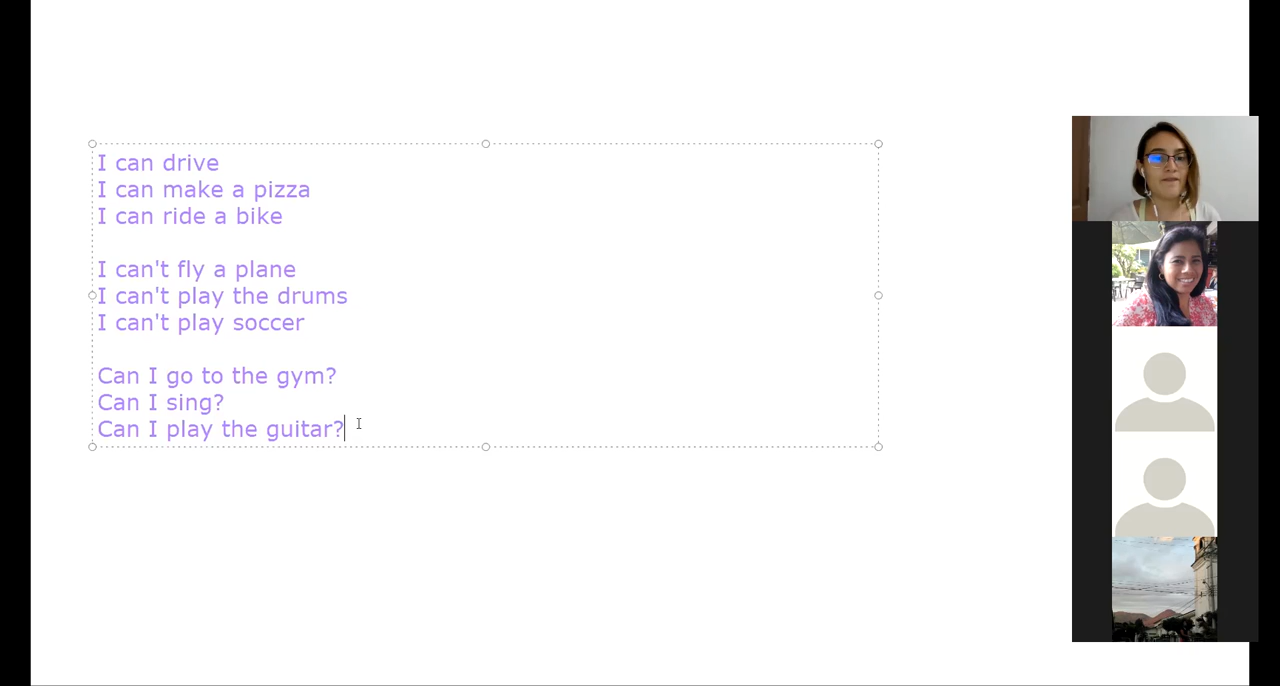 I can drive
I can make a pizza
I can ride a bike
I can't fly a plane
I can't play the drums
I can't play soccer
Can I go to the gym?
Can I sing?
Can I play the guitar?